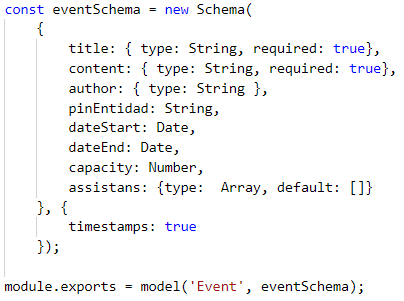 const eventSchema = new Schema(
    {
        title: { type: String, required: true},
        content: { type: String, required: true},
        author: { type: String },
        pinEntidad: String,
        dateStart: Date,
        dateEnd: Date,
        capacity: Number,
        assistans: {type:  Array, default: []}
    }, {
        timestamps: true
    });

module.exports = model('Event', eventSchema);